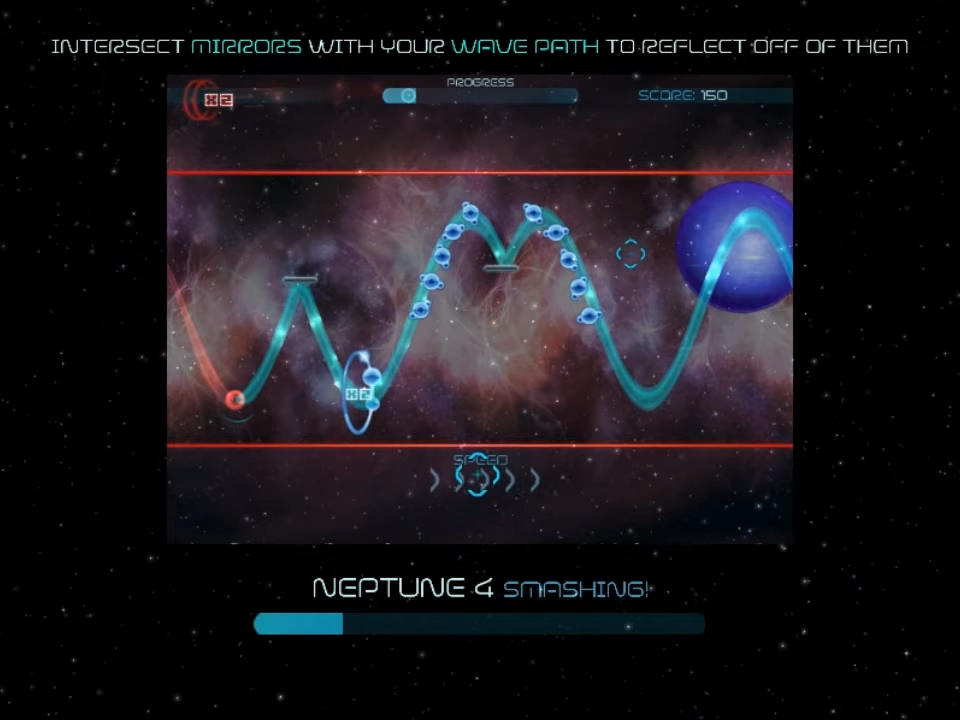 INTERSECT MIRRORS WITH YOUR WAVE PATH TO REFLECT OFF OF THEM
PROGRESS
X2
SCORE: 150
X2
SPEED
NEPTUNE 4 SMASHING!